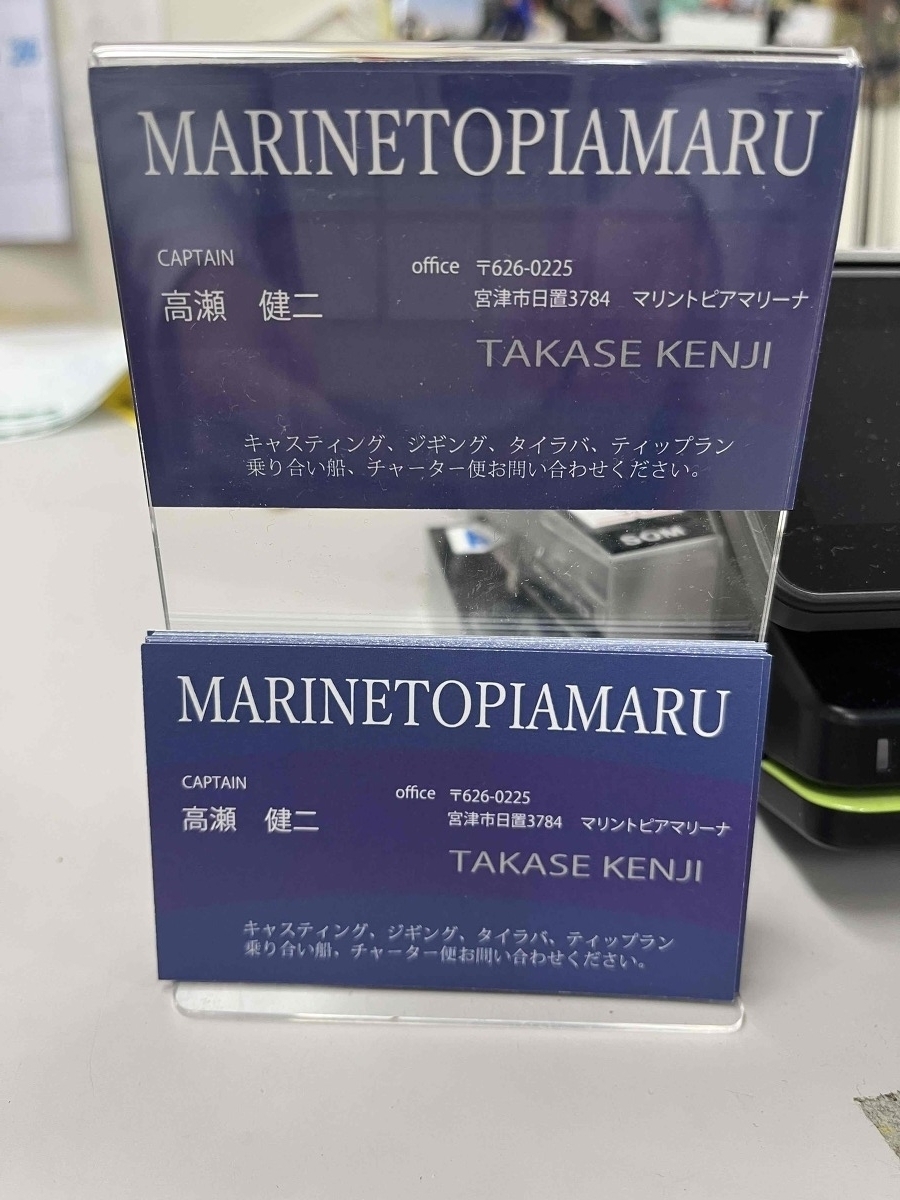 MARINETOPIAMARU
CAPTAIN
高瀬　健二
office 〒626-0225
宮津市日置3784　マリントピアマリーナ
TAKASE KENJI
キャスティング、ジギング、タイラバ、ティップラン
乗り合い船、チャーター便お問い合わせください。
SOM
MARINETOPIAMARU
CAPTAIN
高瀬　健二
office 〒626-0225
宮津市日置3784　マリントピアマリーナ
TAKASE KENJI
キャスティング、ジギング、タイラバ、ティップラン
乗り合い船、チャーター便お問い合わせください。